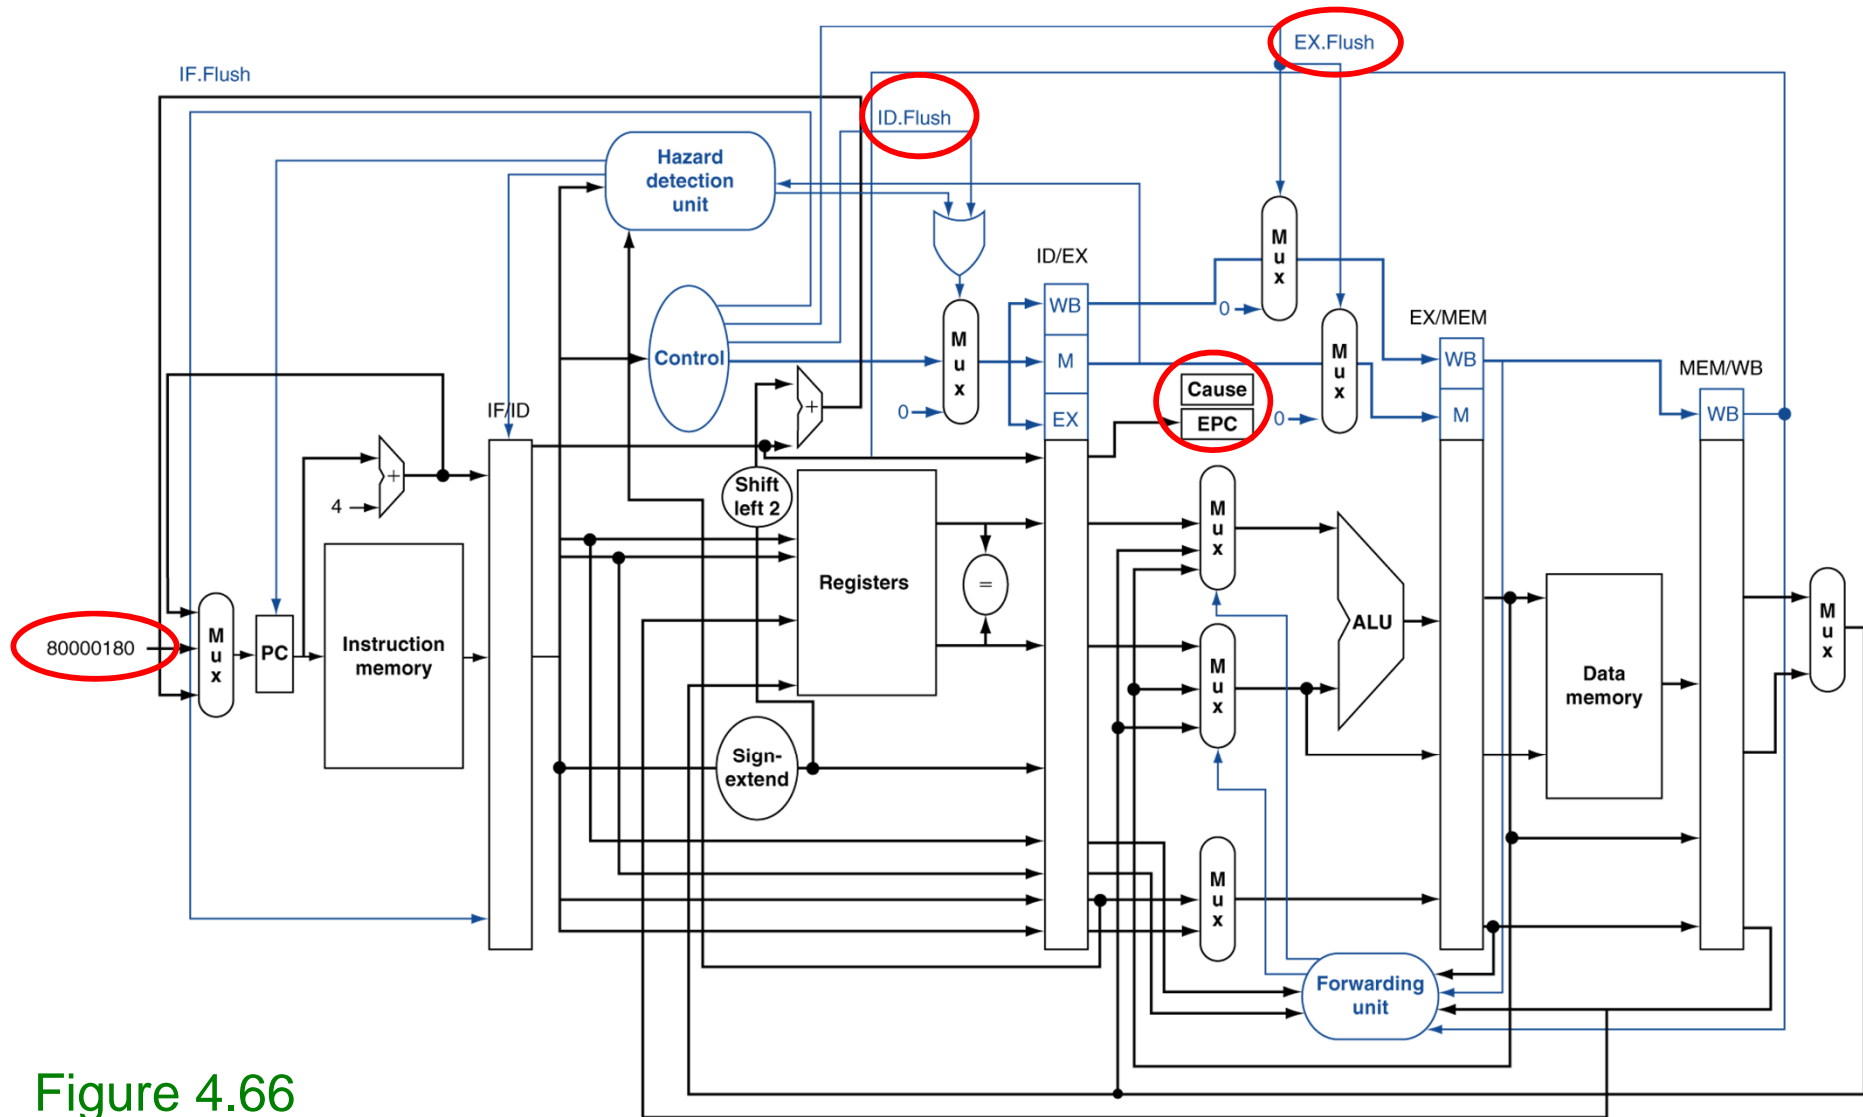 EX.Flush
IF.Flush
ID.Flush
Hazard
detection
unit
M
u
x
ID/EX
WB
0
EX/MEM
M
u
x
M
u
x
Control
M
WB
MEM/WB
Cause
WB
+
IF/ID
0
EX
EPC
0
M
+
4
Shift
left 2
M
u
x
Registers
=
M
u
x
80000180
PC
Instruction
memory
M
u
x
ALU
Data
memory
M
u
x
Sign-
extend
M
u
x
Forwarding
unit
Figure 4.66